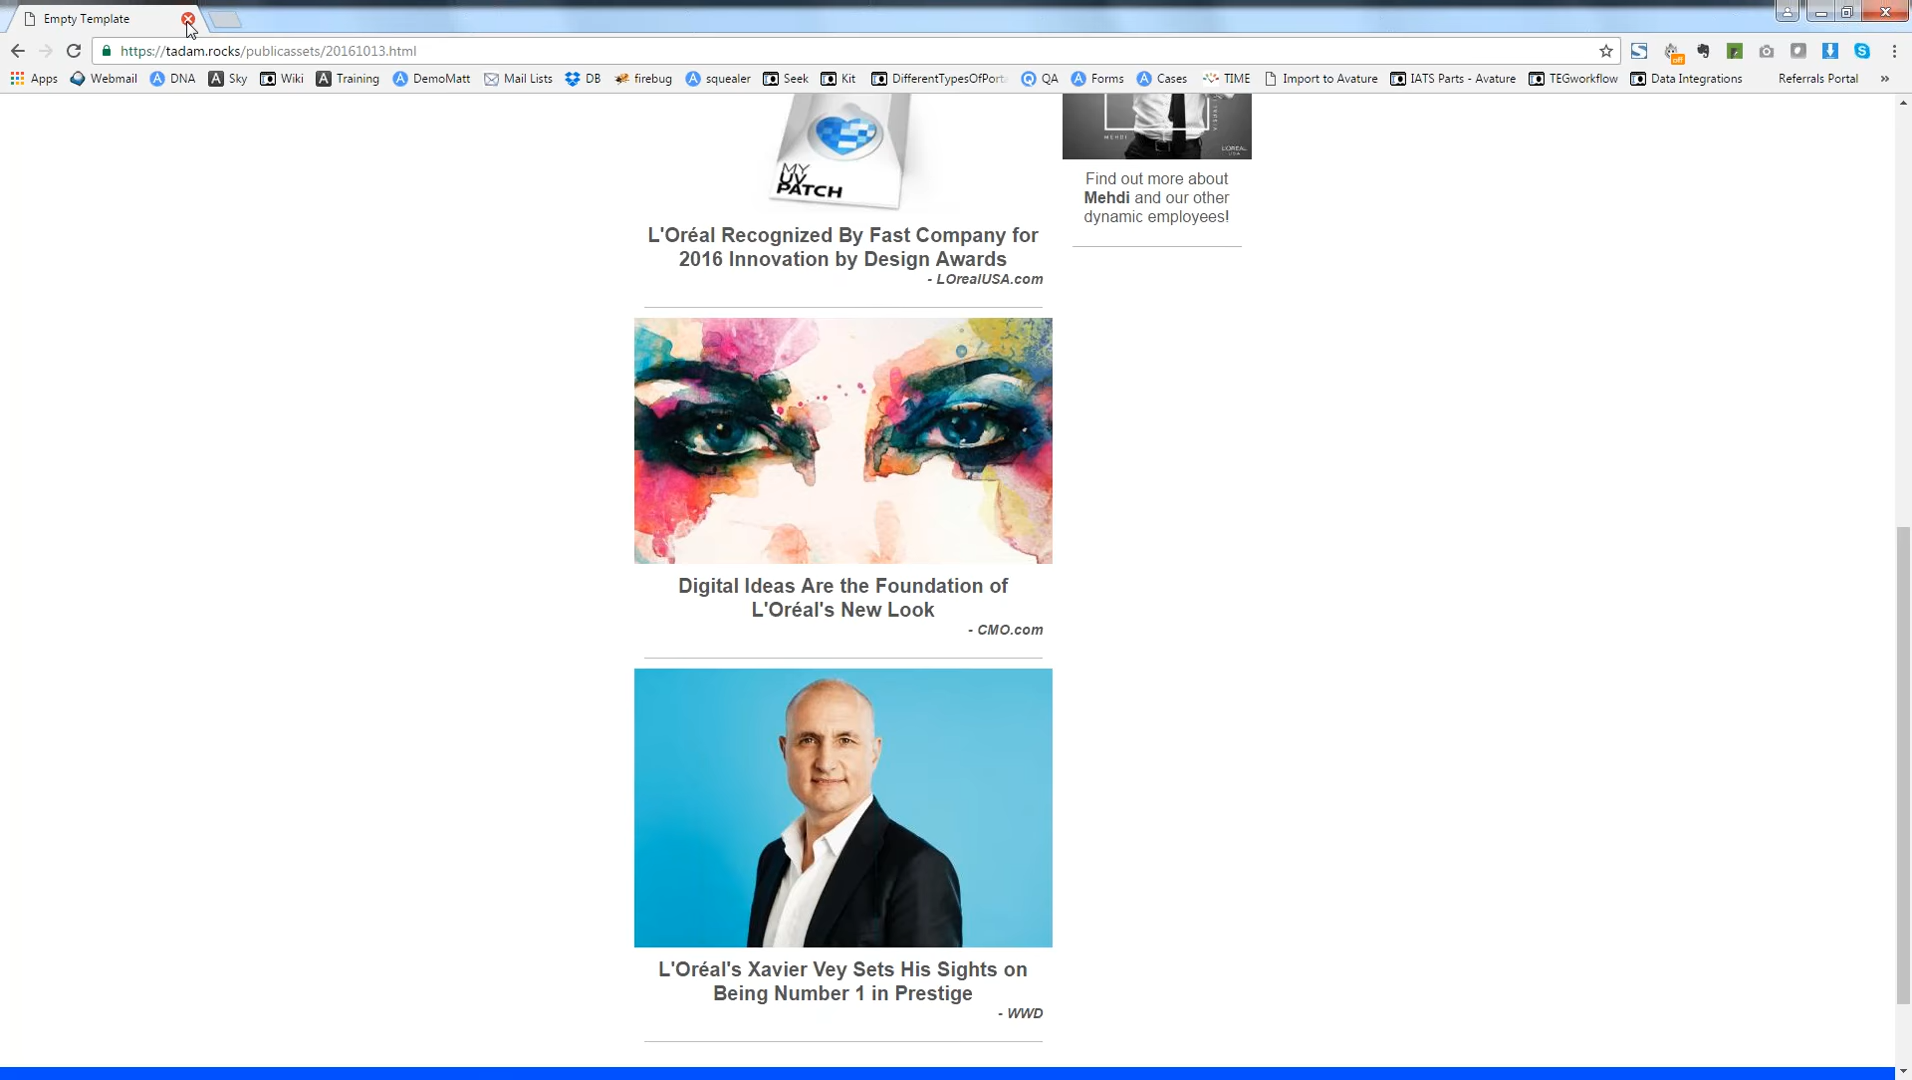 Empty Template
https://tadam.rocks/publicassets/20161013.html
off
Apps Webmail DNA Sky Wiki Training DemoMatt Mail Lists DB firebug squealer Seek Kit DifferentTypesOfPort QA Forms Cases TIME Import to Avature IATS Parts - Avature TEGworkflow Data Integrations Referrals Portal »
MY
UV
PATCH
MEHDI
L'ORÉAL
USA
Find out more about
Mehdi and our other
dynamic employees!
L'Oréal Recognized By Fast Company for
2016 Innovation by Design Awards
- LOrealUSA.com
Digital Ideas Are the Foundation of
L'Oréal's New Look
- CMO.com
L'Oréal's Xavier Vey Sets His Sights on
Being Number 1 in Prestige
- WWD